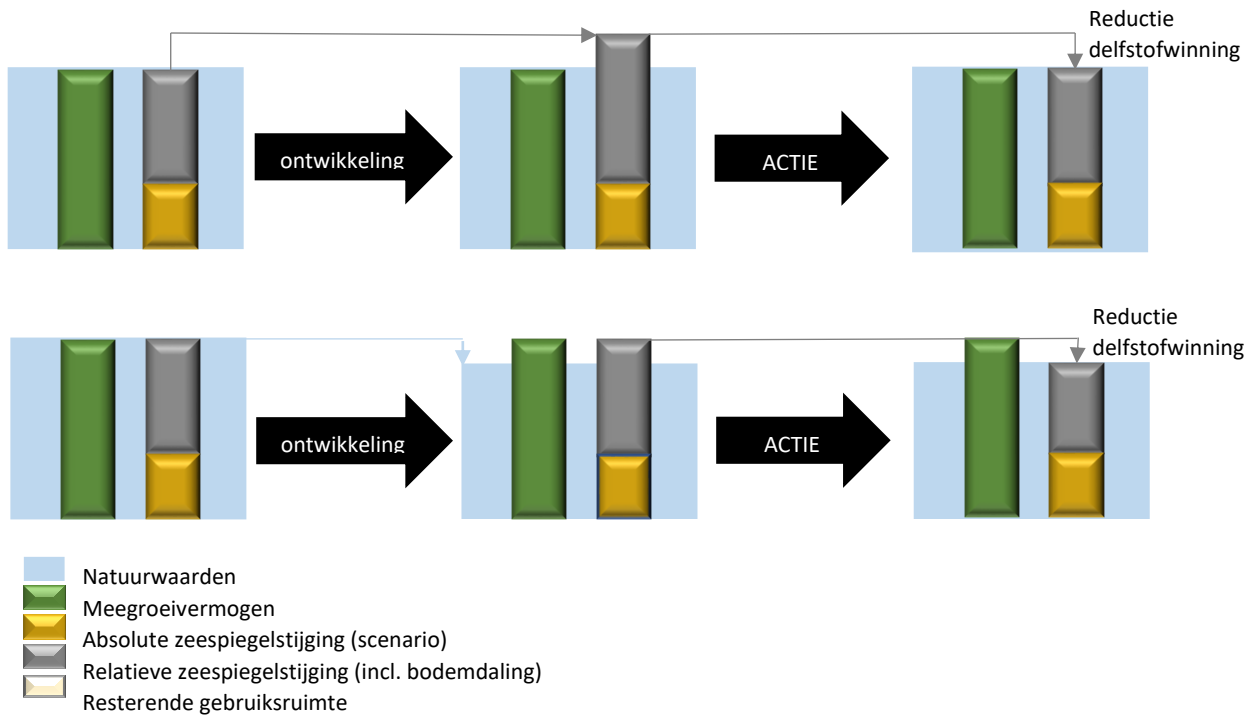 Reductie
delfstofwinning
ontwikkeling
ACTIE
Reductie
delfstofwinning
ontwikkeling
ACTIE
Natuurwaarden
Meegroeivermogen
Absolute zeespiegelstijging (scenario)
Relatieve zeespiegelstijging (incl. bodemdaling)
Resterende gebruiksruimte